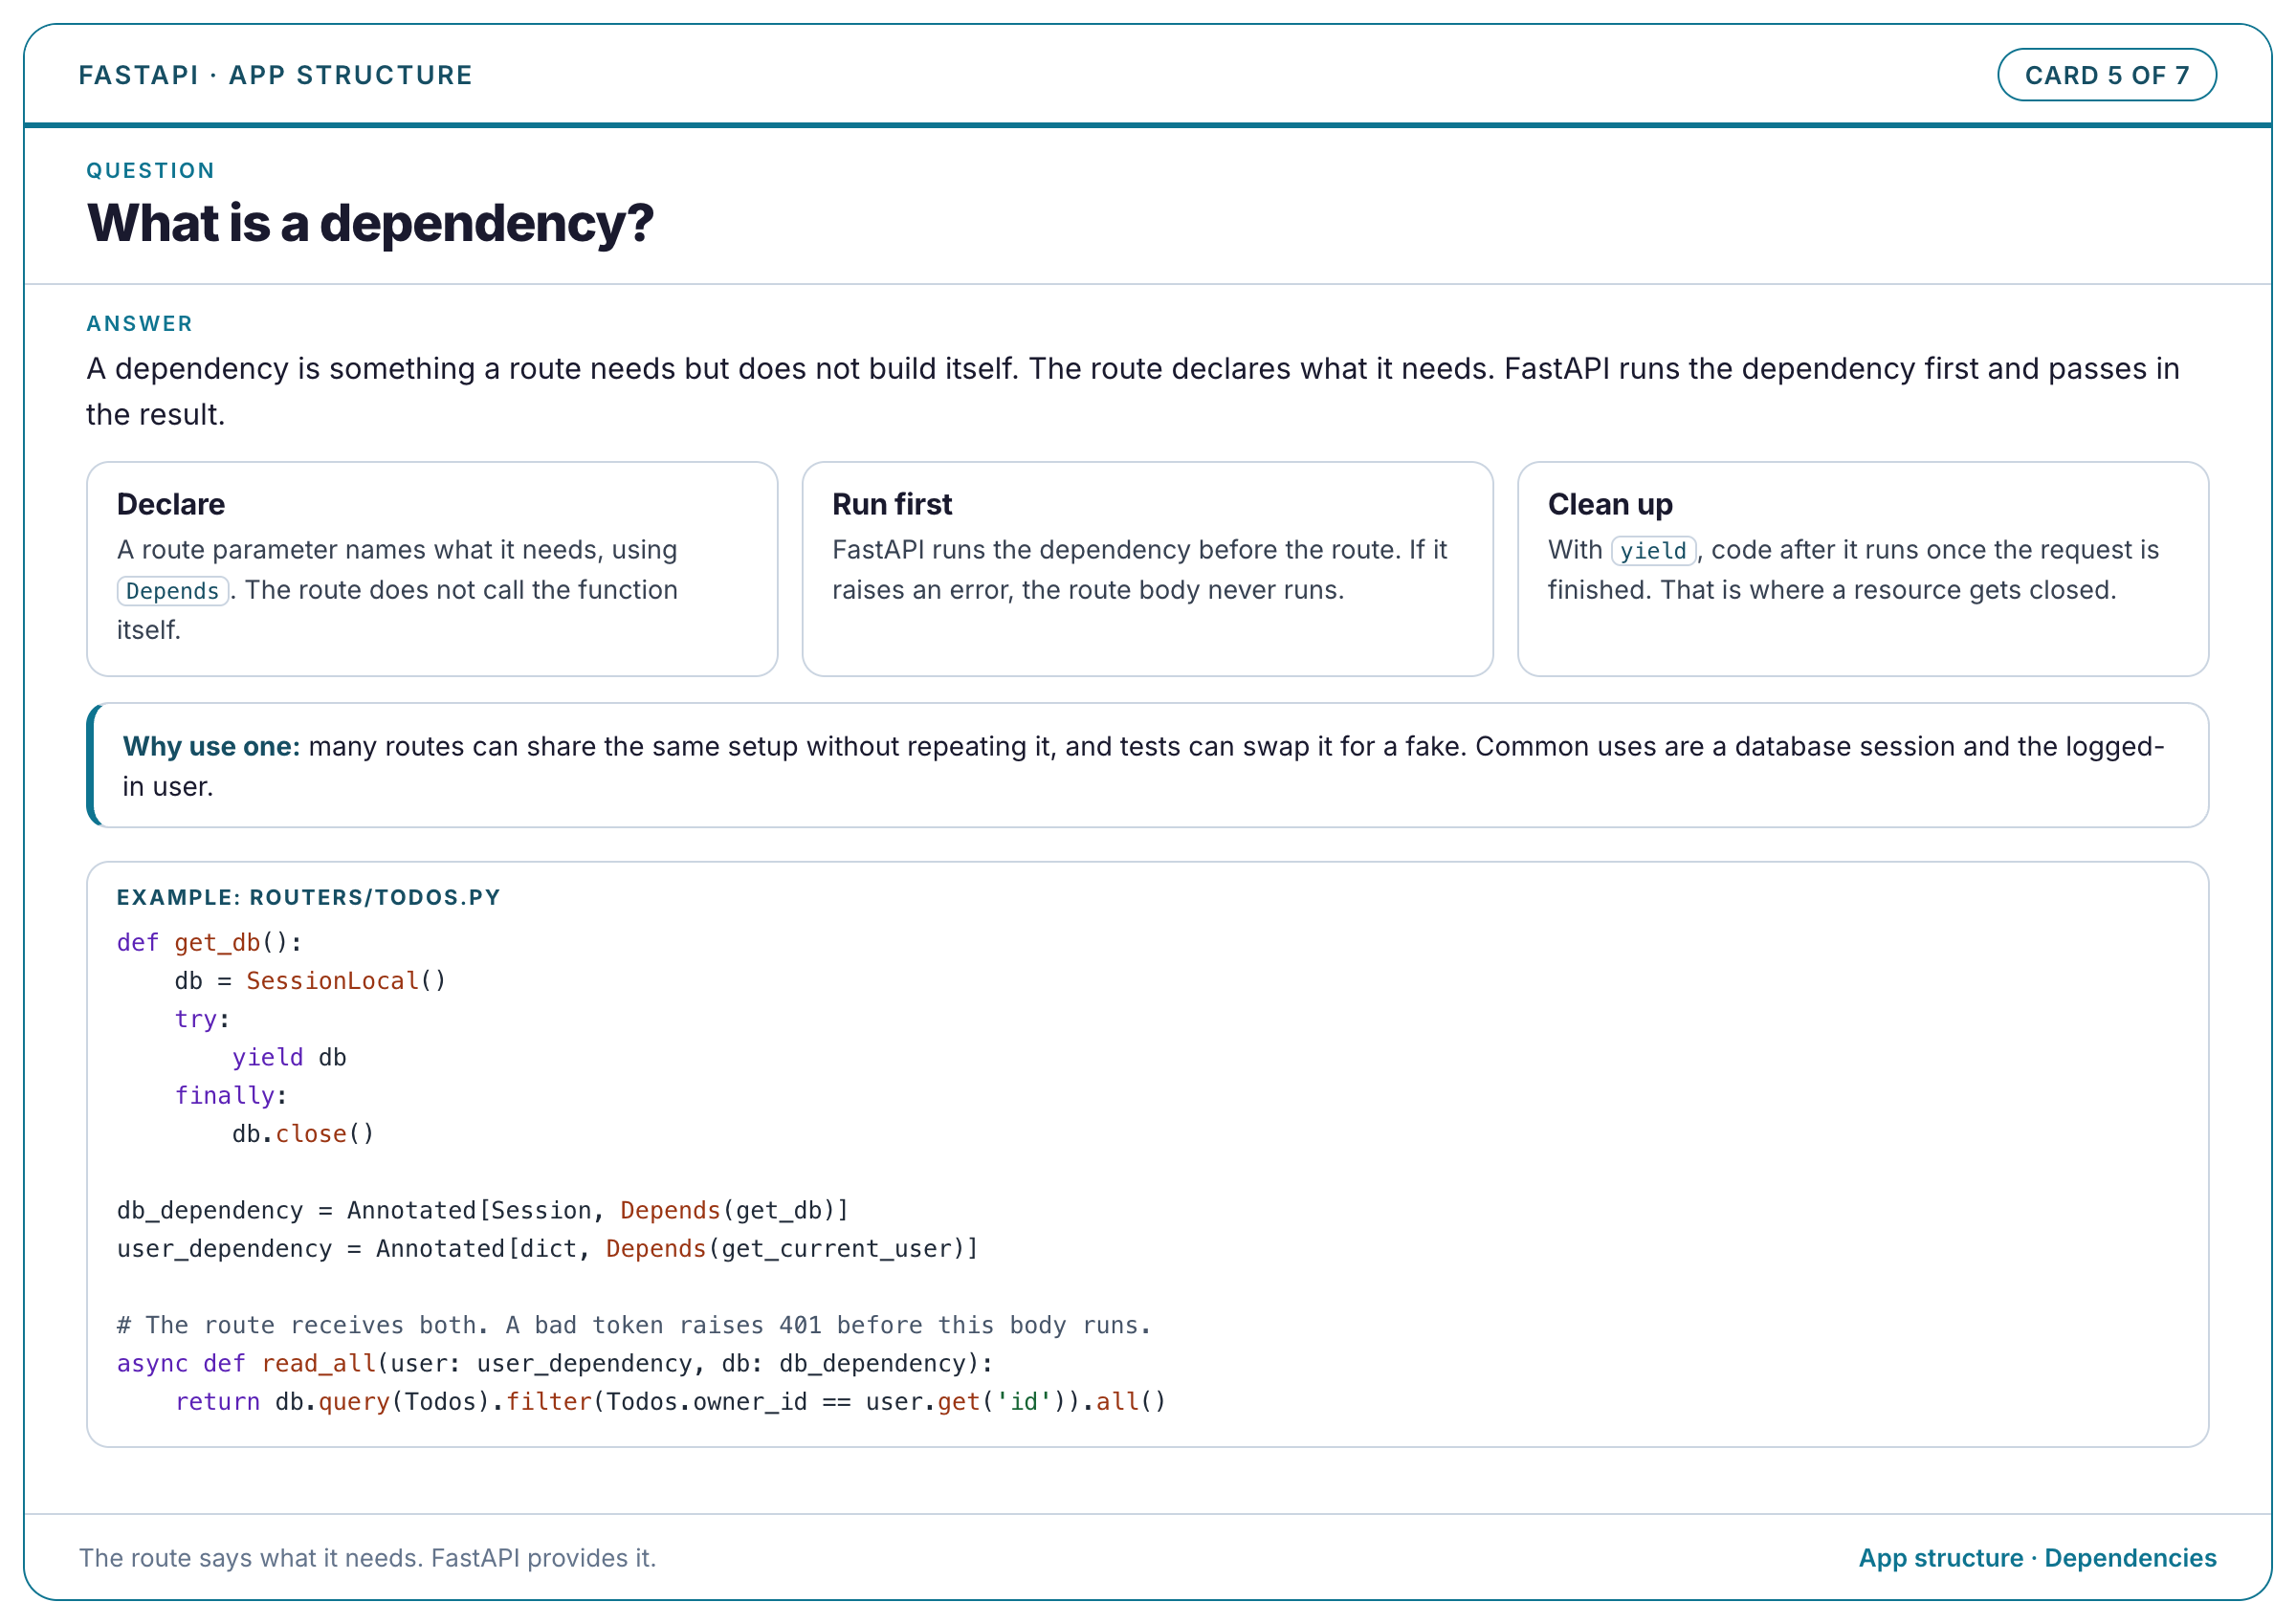 FASTAPI · APP STRUCTURE
CARD 5 OF 7
QUESTION
What is a dependency?
ANSWER
A dependency is something a route needs but does not build itself. The route declares what it needs. FastAPI runs the dependency first and passes in
the result.
Declare
A route parameter names what it needs, using
Depends. The route does not call the function
itself.
Run first
FastAPI runs the dependency before the route. If it
raises an error, the route body never runs.
Clean up
With yield, code after it runs once the request is
finished. That is where a resource gets closed.
Why use one: many routes can share the same setup without repeating it, and tests can swap it for a fake. Common uses are a database session and the logged-
in user.
EXAMPLE: ROUTERS/TODOS.PY
def get_db():
    db = SessionLocal()
    try:
        yield db
    finally:
        db.close()

db_dependency = Annotated[Session, Depends(get_db)]
user_dependency = Annotated[dict, Depends(get_current_user)]

# The route receives both. A bad token raises 401 before this body runs.
async def read_all(user: user_dependency, db: db_dependency):
    return db.query(Todos).filter(Todos.owner_id == user.get('id')).all()
The route says what it needs. FastAPI provides it.
App structure · Dependencies